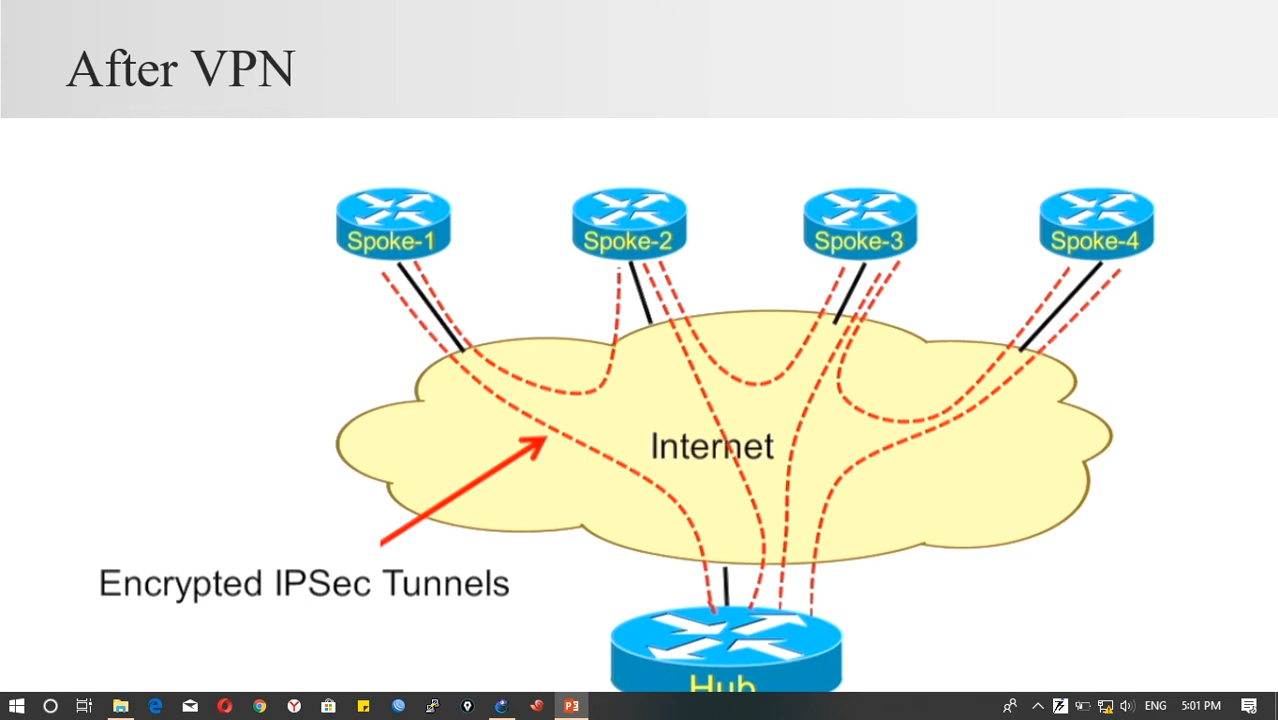 After VPN
Spoke-1
Spoke-2
Spoke-3
Spoke-4
Internet
Encrypted IPSec Tunnels
Hub
ENG
5:01 PM